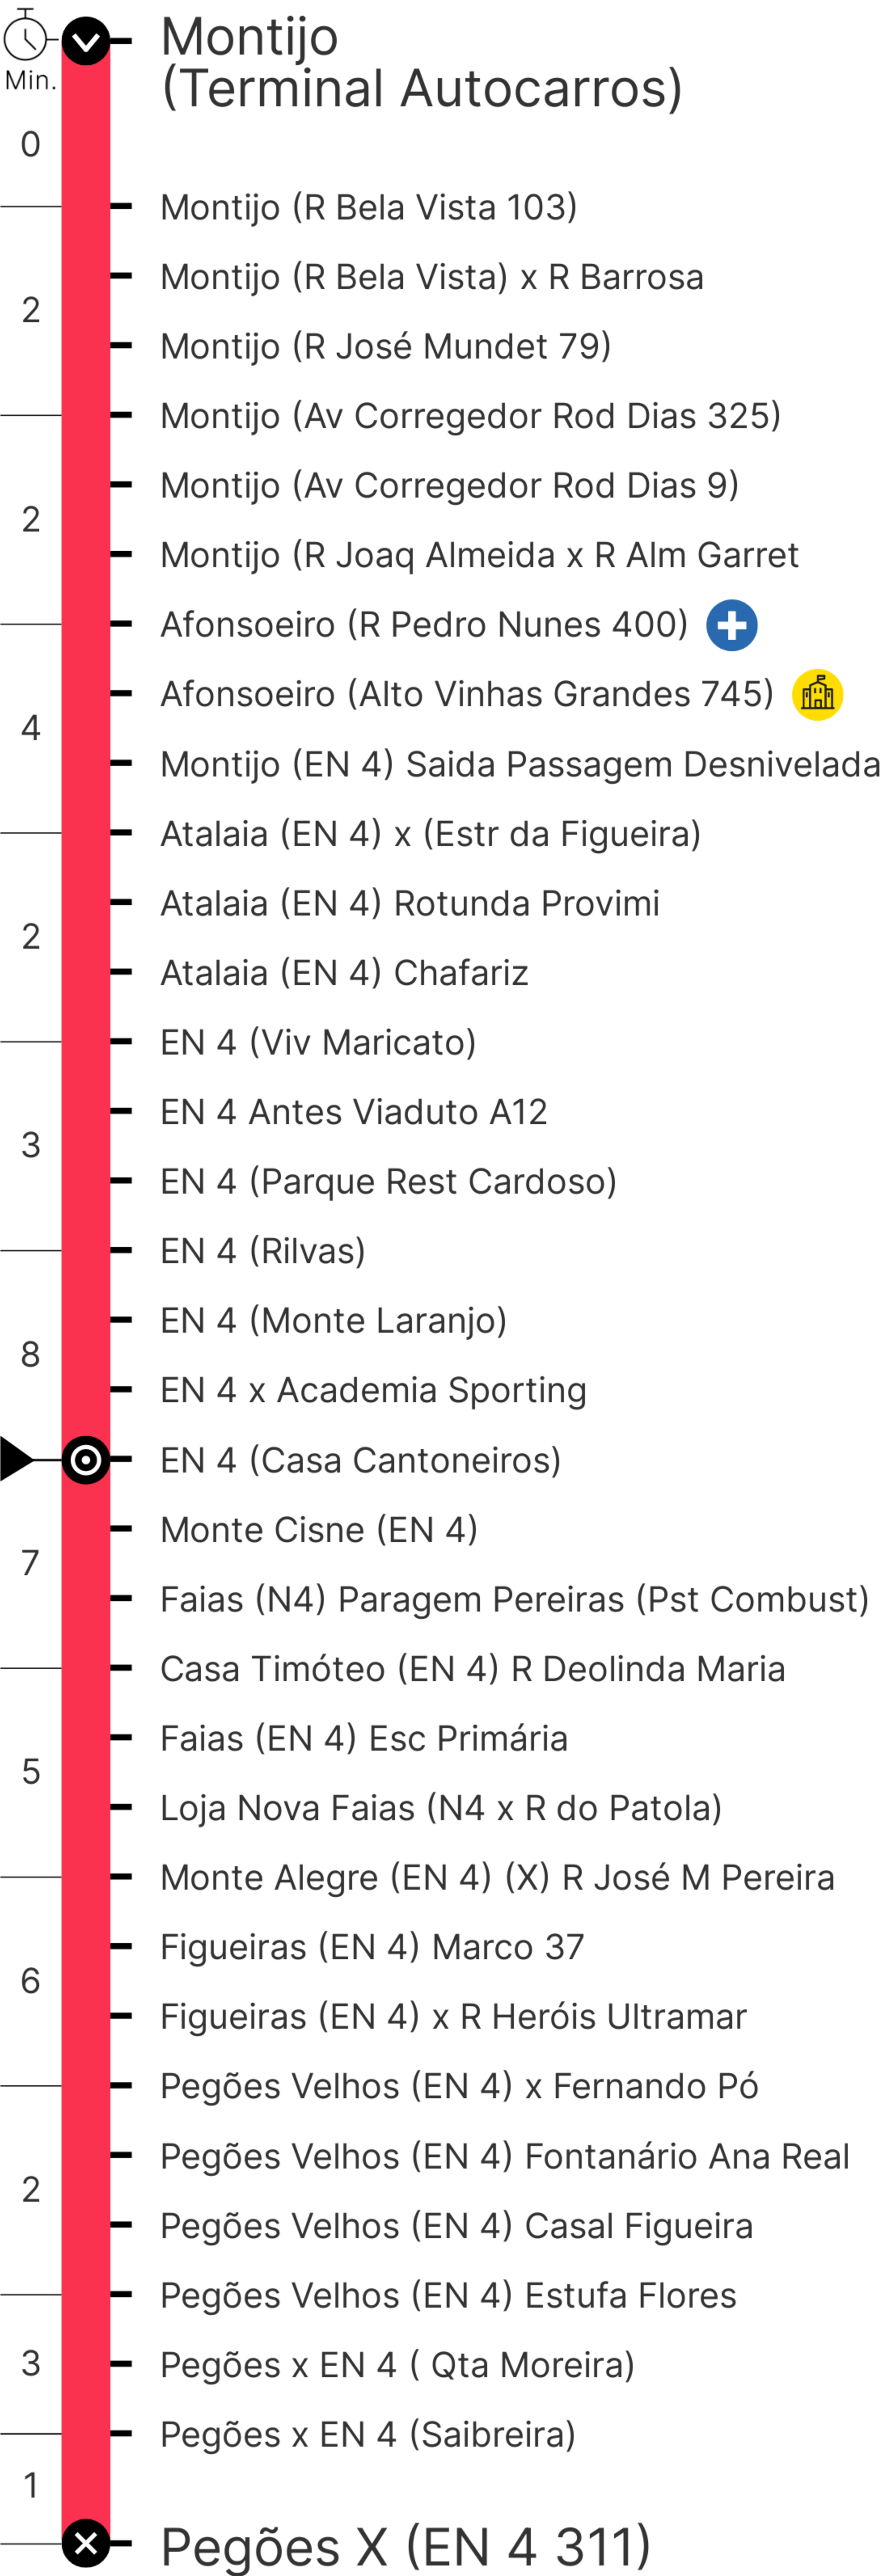 Montijo
(Terminal Autocarros)
Min.
0
Montijo (R Bela Vista 103)
Montijo (R Bela Vista) x R Barrosa
2
Montijo (R José Mundet 79)
Montijo (Av Corregedor Rod Dias 325)
Montijo (Av Corregedor Rod Dias 9)
2
Montijo (R Joaq Almeida x R Alm Garret
Afonsoeiro (R Pedro Nunes 400)
Afonsoeiro (Alto Vinhas Grandes 745)
4
Montijo (EN 4) Saida Passagem Desnivelada
Atalaia (EN 4) x (Estr da Figueira)
Atalaia (EN 4) Rotunda Provimi
2
Atalaia (EN 4) Chafariz
EN 4 (Viv Maricato)
EN 4 Antes Viaduto A12
3
EN 4 (Parque Rest Cardoso)
EN 4 (Rilvas)
EN 4 (Monte Laranjo)
8
EN 4 x Academia Sporting
EN 4 (Casa Cantoneiros)
Monte Cisne (EN 4)
7
Faias (N4) Paragem Pereiras (Pst Combust)
Casa Timóteo (EN 4) R Deolinda Maria
Faias (EN 4) Esc Primária
5
Loja Nova Faias (N4 x R do Patola)
Monte Alegre (EN 4) (X) R José M Pereira
Figueiras (EN 4) Marco 37
6
Figueiras (EN 4) x R Heróis Ultramar
Pegões Velhos (EN 4) x Fernando Pó
Pegões Velhos (EN 4) Fontanário Ana Real
2
Pegões Velhos (EN 4) Casal Figueira
Pegões Velhos (EN 4) Estufa Flores
3
Pegões x EN 4 ( Qta Moreira)
Pegões x EN 4 (Saibreira)
1
Pegões X (EN 4 311)